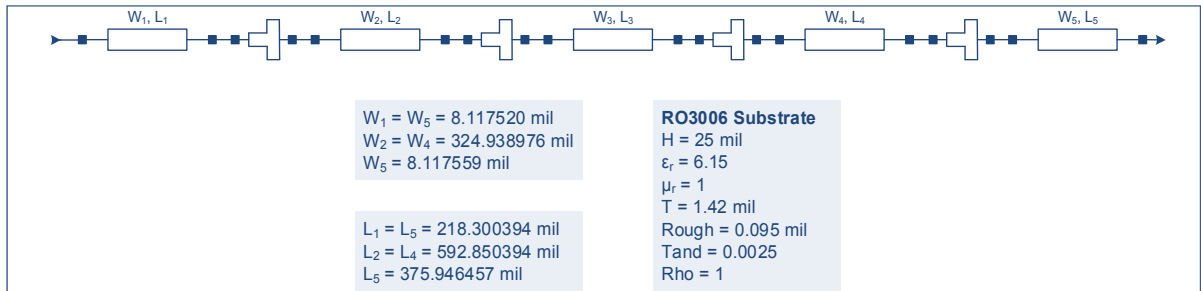 W₁, L₁ W₂, L₂ W₃, L₃ W₄, L₄ W₅, L₅
W₁ = W₅ = 8.117520 mil
W₂ = W₄ = 324.938976 mil
W₅ = 8.117559 mil
L₁ = L₅ = 218.300394 mil
L₂ = L₄ = 592.850394 mil
L₅ = 375.946457 mil
RO3006 Substrate
H = 25 mil
εᵣ = 6.15
μᵣ = 1
T = 1.42 mil
Rough = 0.095 mil
Tand = 0.0025
Rho = 1